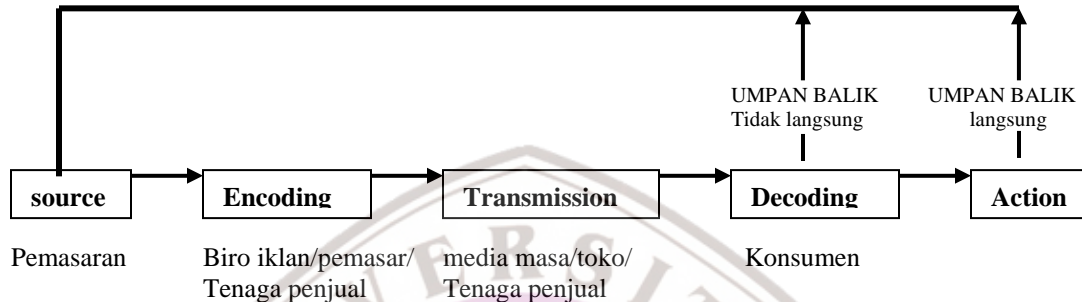 UMPAN BALIK
Tidak langsung
UMPAN BALIK
langsung
source
Encoding
Transmission
Decoding
Action
Pemasaran
Biro iklan/pemasar/
Tenaga penjual
media masa/toko/
Tenaga penjual
Konsumen